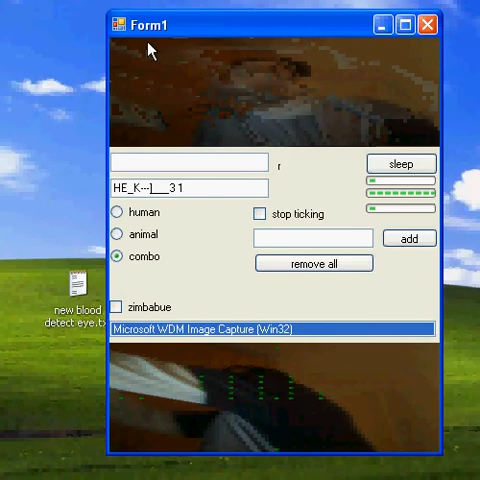 Form1
r
sleep
HE_K---]___3 1
human
stop ticking
animal
add
combo
remove all
new blood
detect eye.tx
zimbabue
Microsoft WDM Image Capture (Win32)